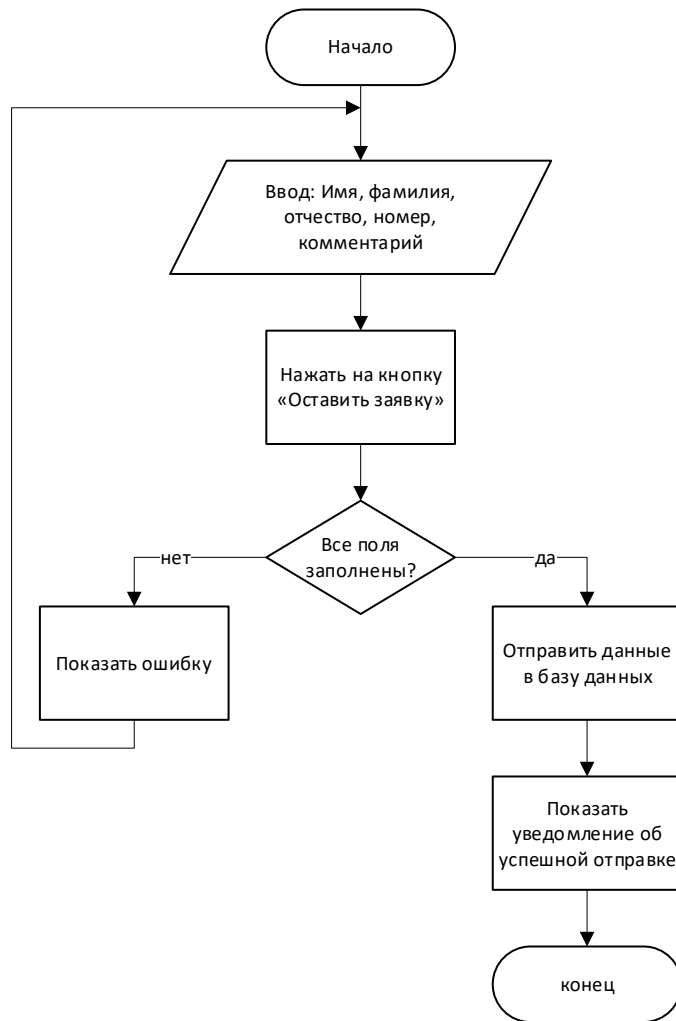 Начало
Ввод: Имя, фамилия,
отчество, номер,
комментарий
Нажать на кнопку
«Оставить заявку»
Все поля
заполнены?
нет
да
Показать ошибку
Отправить данные
в базу данных
Показать
уведомление об
успешной отправке
конец